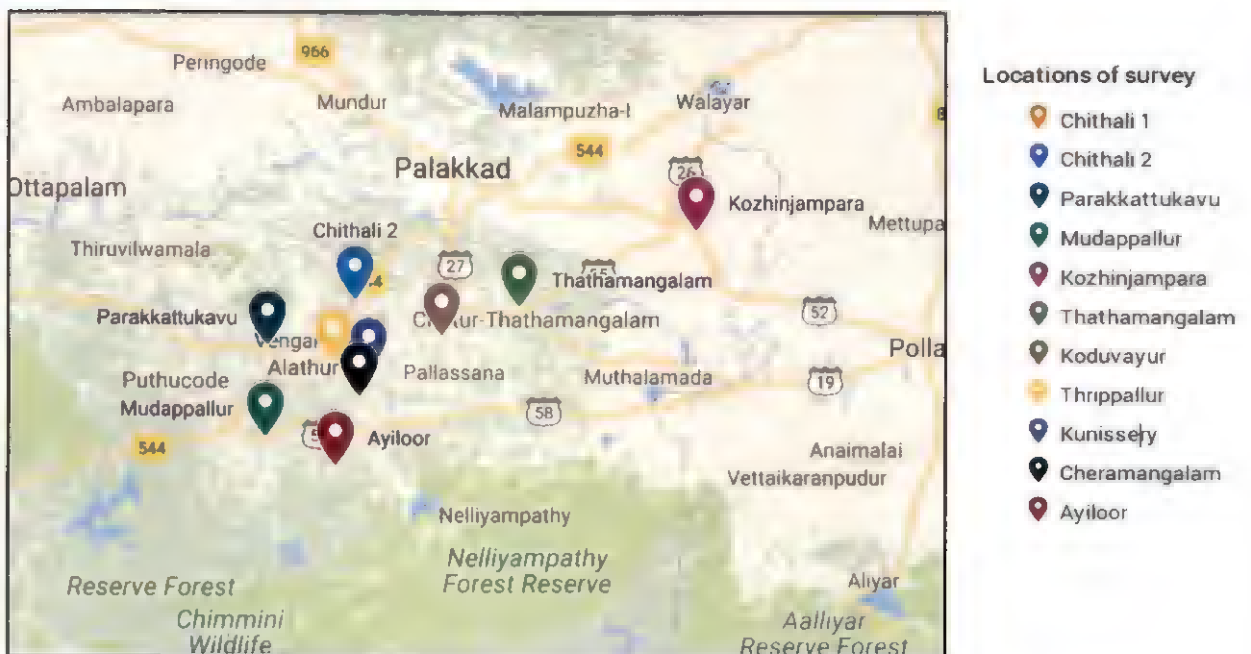 966
Peringode
Ambalapara
Mundur
Malampuzha-I
Walayar
544
Palakkad
Ottapalam
26
Kozhinjampara
Mettupa
Chithali 2
Thiruvilwamala
27
Thathamangalam
Parakkattukavu
-Thathamangalam
52
Vengar
Alathur
Pallassana
Polla
Puthucode
Muthalamada
19
Mudappallur
58
Ayiloor
544
Anaimalai
Vettaikaranpudur
Nelliyampathy
Nelliyampathy
Forest Reserve
Reserve Forest
Aliyar
Chimmini
Wildlife
Aalliyar
Reserve Forest
Locations of survey
Chithali 1
Chithali 2
Parakkattukavu
Mudappallur
Kozhinjampara
Thathamangalam
Koduvayur
Thrippallur
Kunissery
Cheramangalam
Ayiloor